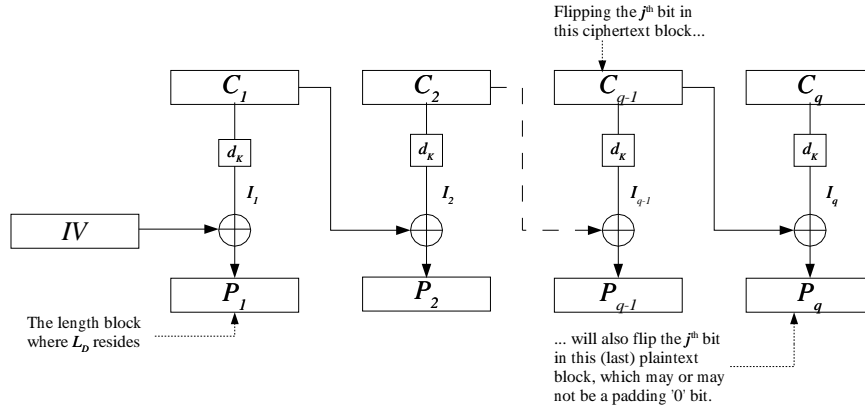 Flipping the jth bit in
this ciphertext block...
C1 C2 Cq-1 Cq
dK dK dK dK
I1 I2 Iq-1 Iq
IV
P1 P2 Pq-1 Pq
The length block
where LD resides
... will also flip the jth bit
in this (last) plaintext
block, which may or may
not be a padding '0' bit.